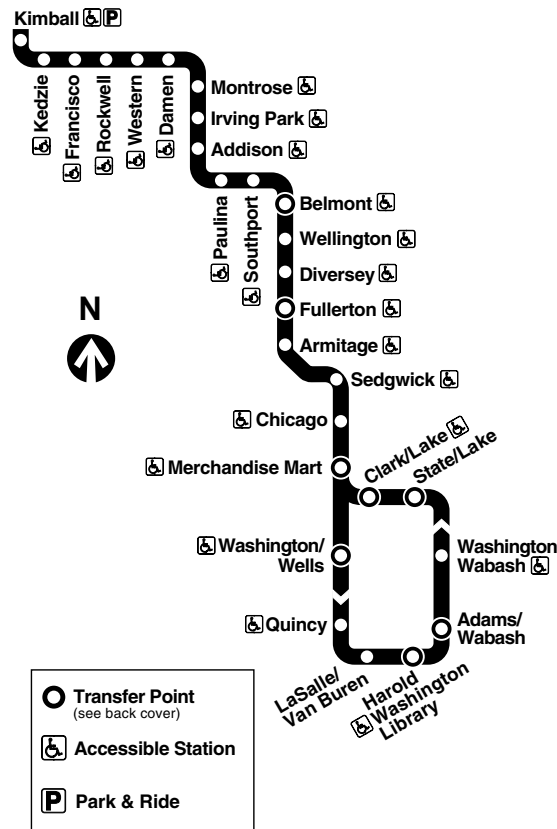 Kimball P
Kedzie
Francisco
Rockwell
Western
Damen
Montrose
Irving Park
Addison
Paulina
Southport
Belmont
Wellington
Diversey
Fullerton
Armitage
N
Sedgwick
Chicago
Merchandise Mart
Clark/Lake
State/Lake
Washington/
Wells
Washington
Wabash
Quincy
Adams/
Wabash
LaSalle/
Van Buren
Harold
Washington
Library
Transfer Point
(see back cover)
Accessible Station
P Park & Ride